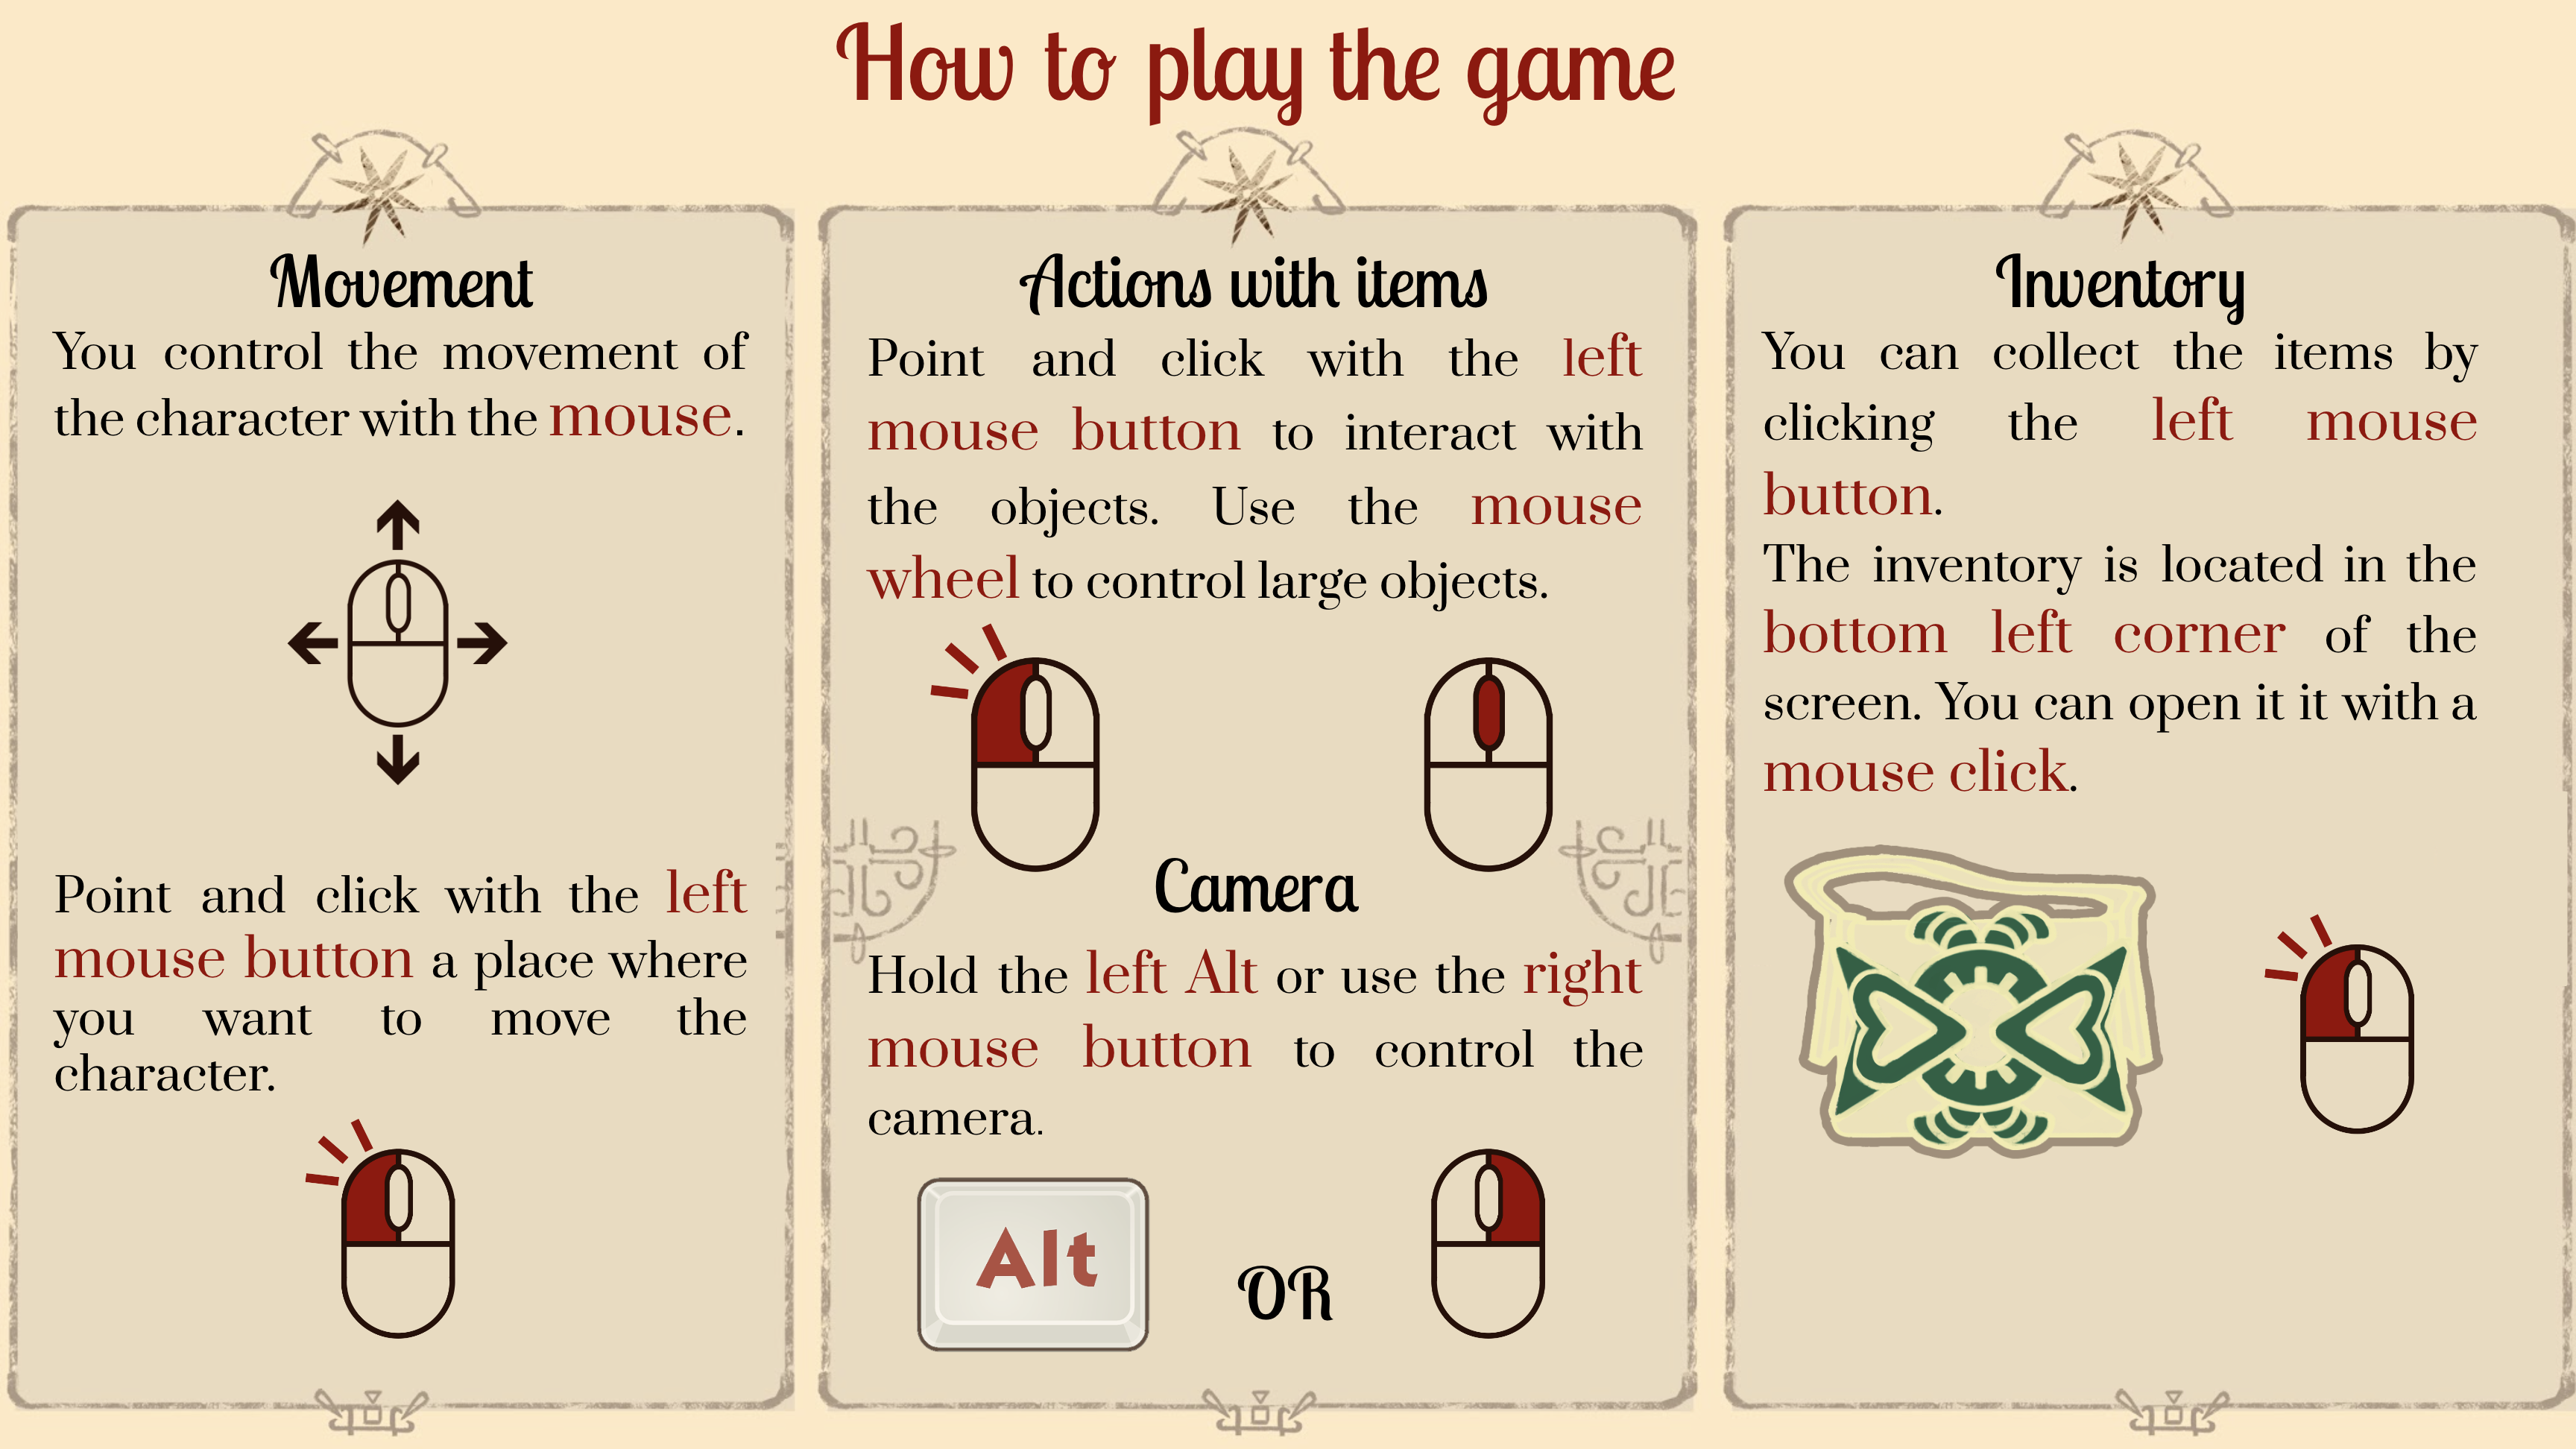 How to play the game
Movement
You control the movement of
the character with the mouse.
Point and click with the left
mouse button a place where
you want to move the
character.
Actions with items
Point and click with the left
mouse button to interact with
the objects. Use the mouse
wheel to control large objects.
Camera
Hold the left Alt or use the right
mouse button to control the
camera.
Alt
OR
Inventory
You can collect the items by
clicking the left mouse
button.
The inventory is located in the
bottom left corner of the
screen. You can open it it with a
mouse click.